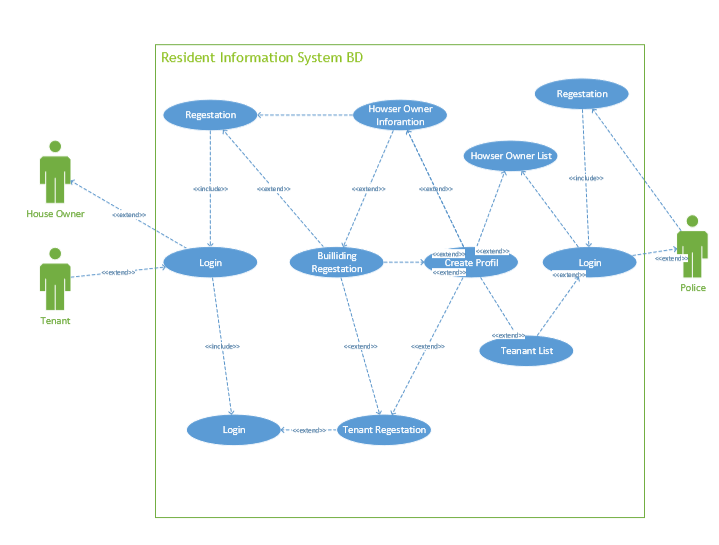 Resident Information System BD
Regestation
Howser Owner
Inforantion
Regestation
Howser Owner List
<<include>>
<<include>>
<<extend>>
<<extend>>
<<extend>>
House Owner
<<extend>>
Login
Builliding
Regestation
<<extend>>
<<extend>>
Create Profil
<<extend>>
Login
<<extend>>
Police
Tenant
<<extend>>
<<extend>>
<<include>>
<<extend>>
<<extend>>
<<extend>>
Teanant List
Login
<<extend>>
Tenant Regestation